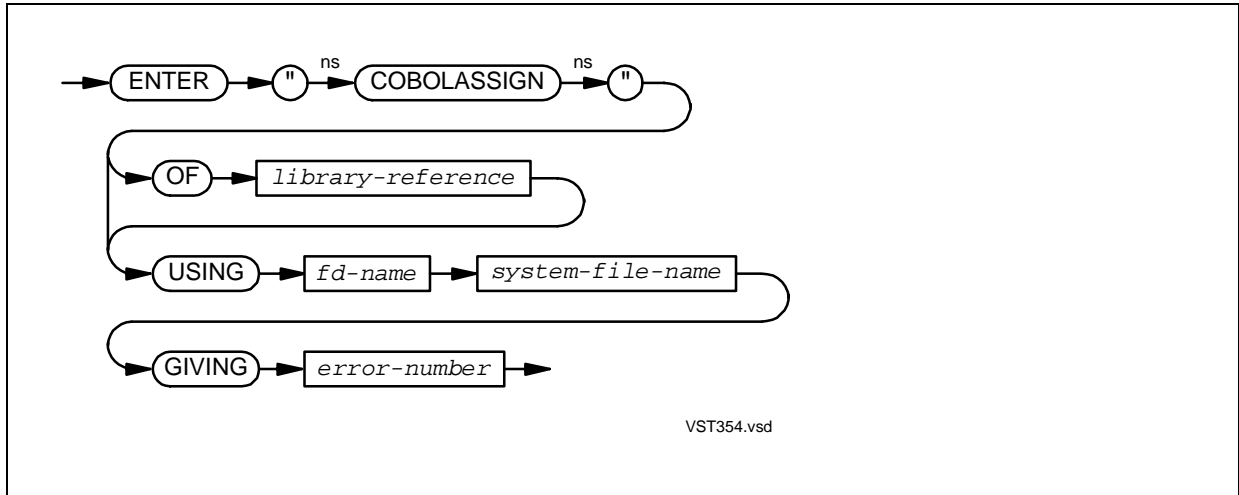 ENTER " ns COBOLASSIGN ns "
OF library-reference
USING fd-name system-file-name
GIVING error-number
VST354.vsd